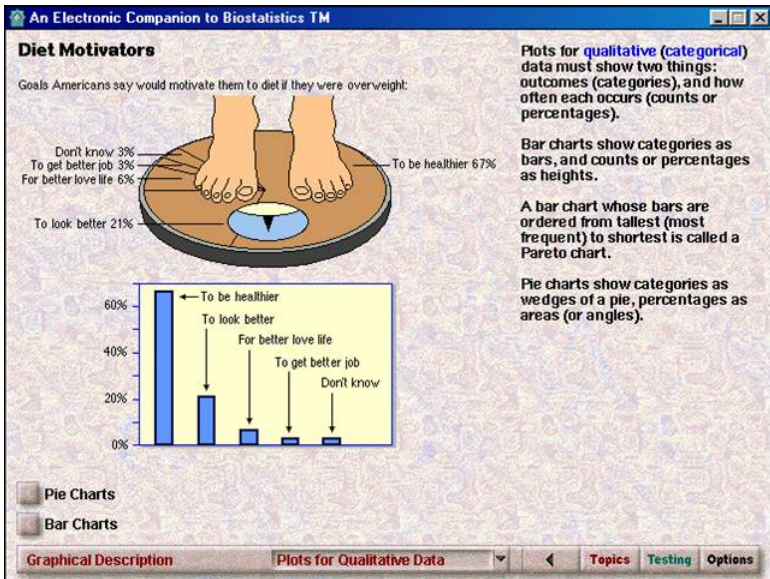 An Electronic Companion to Biostatistics TM
Diet Motivators
Goals Americans say would motivate them to diet if they were overweight:
Don't know 3%
To get better job 3%
For better love life 6%
To look better 21%
To be healthier 67%
60%
40%
20%
0%
To be healthier
To look better
For better love life
To get better job
Don't know
Plots for qualitative (categorical)
data must show two things:
outcomes (categories), and how
often each occurs (counts or
percentages).
Bar charts show categories as
bars, and counts or percentages
as heights.
A bar chart whose bars are
ordered from tallest (most
frequent) to shortest is called a
Pareto chart.
Pie charts show categories as
wedges of a pie, percentages as
areas (or angles).
Pie Charts
Bar Charts
Graphical Description
Plots for Qualitative Data
Topics
Testing
Options